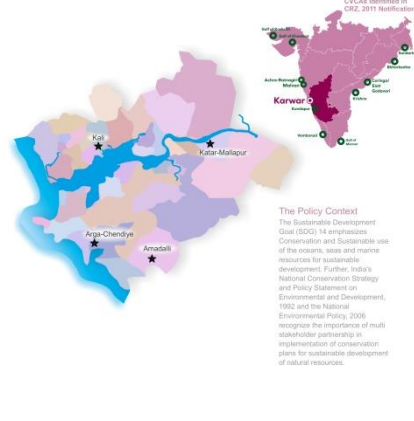 CVCAs Identified in
CRZ, 2011 Notification
Karwar
Kundapur
Vembanad
Krishna
Kali
Katar-Mallapur
Arga-Chendiye
Amadalli
The Policy Context
The Sustainable Development
Goal (SDG) 14 emphasizes
Conservation and Sustainable use
of the oceans, seas and marine
resources for sustainable
development. Further, India's
National Conservation Strategy
and Policy Statement on
Environmental and Development,
1992 and the National
Environmental Policy, 2006
recognize the importance of multi
stakeholder partnership in
implementation of conservation
plans for sustainable development
of natural resources.